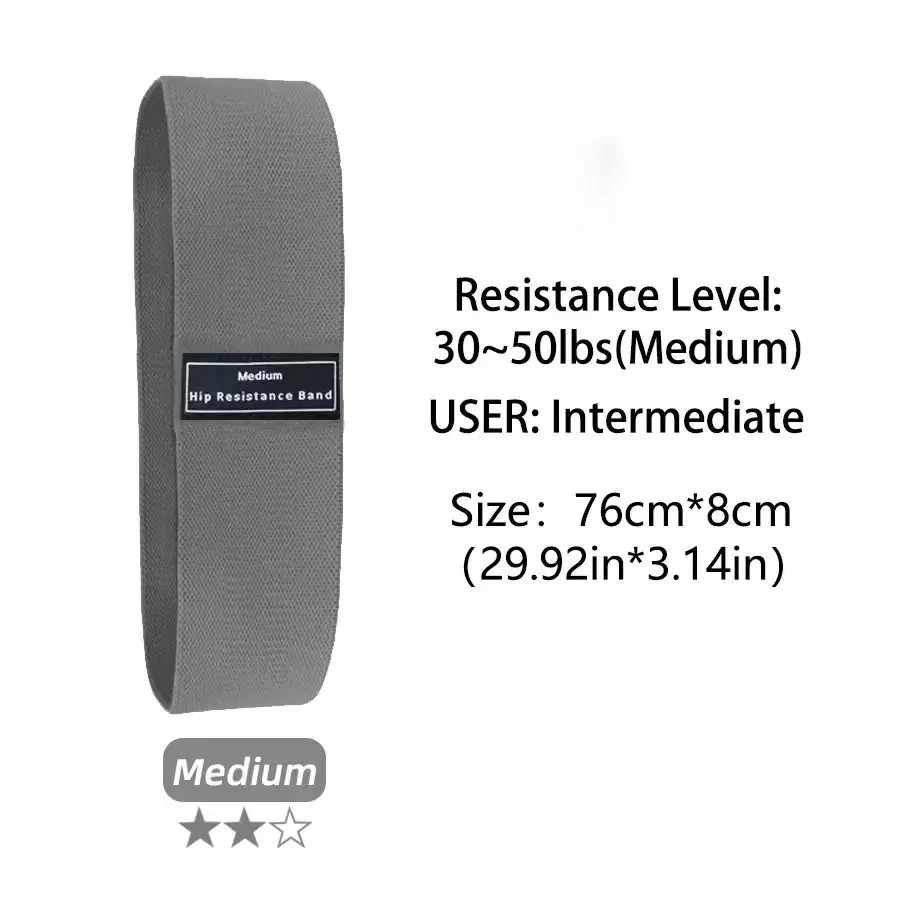 Medium
Hip Resistance Band
Resistance Level:
30~50lbs(Medium)
USER: Intermediate
Size：76cm*8cm
（29.92in*3.14in）
Medium